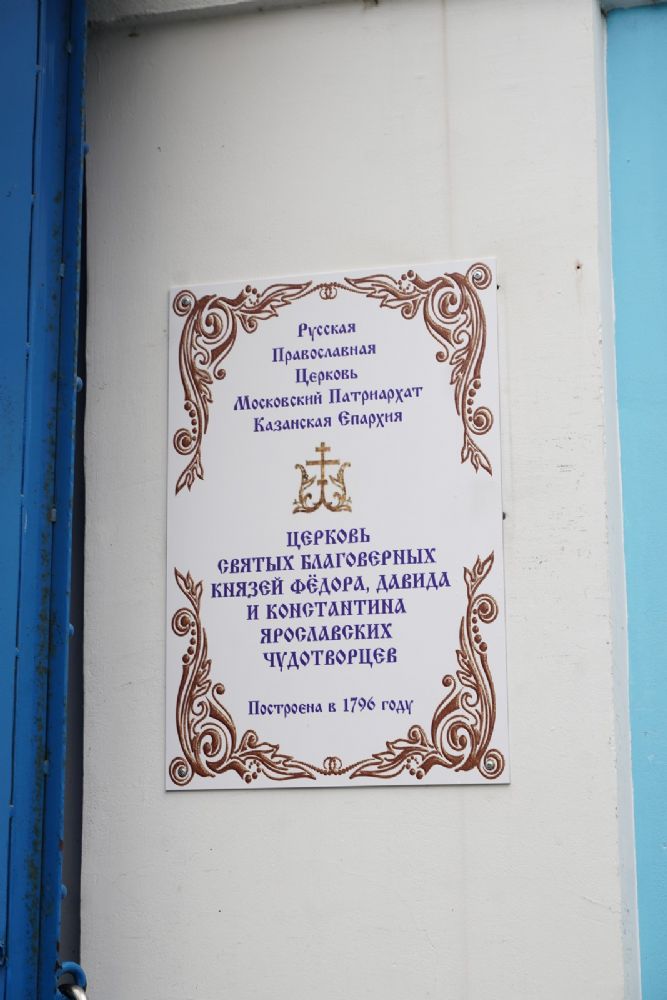 Русская
Православная
Церковь
Московский Патриархат
Казанская Епархия
ЦЕРКОВЬ
СВЯТЫХ БЛАГОВЕРНЫХ
КНЯЗЕЙ ФЁДОРА, ДАВИДА
И КОНСТАНТИНА
ЯРОСЛАВСКИХ
ЧУДОТВОРЦЕВ
Построена в 1796 году